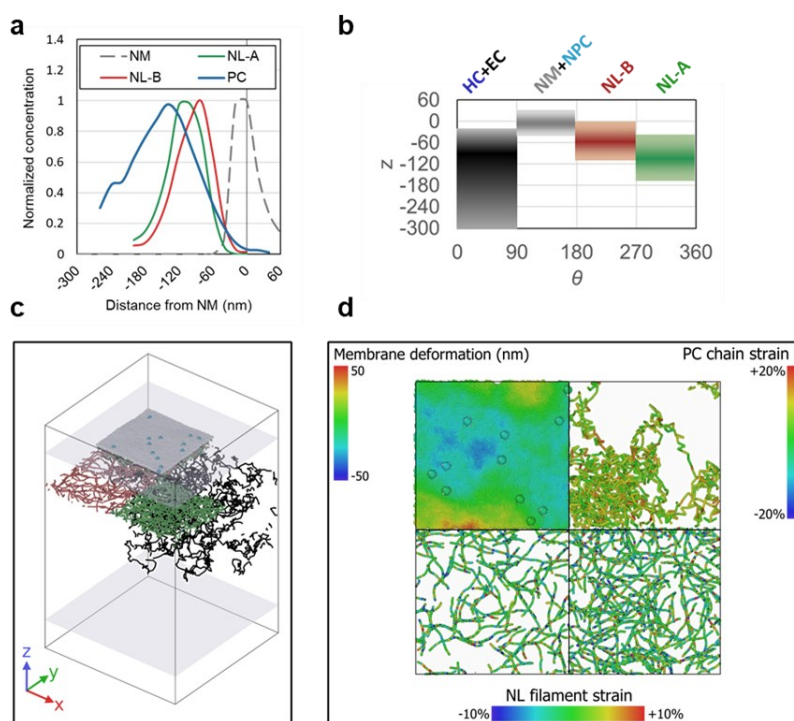 a
1.4
1.2
1
0.8
0.6
0.4
0.2
0
Normalized concentration
NM
NL-A
NL-B
PC
-300
-240
-180
-120
-60
0
60
Distance from NM (nm)
b
HC+EC
NM+NPC
NL-B
NL-A
60
0
-60
-120
-180
-240
-300
z
0
90
180
270
360
θ
c
z
y
x
d
Membrane deformation (nm)
50
-50
PC chain strain
+20%
-20%
NL filament strain
-10%
+10%